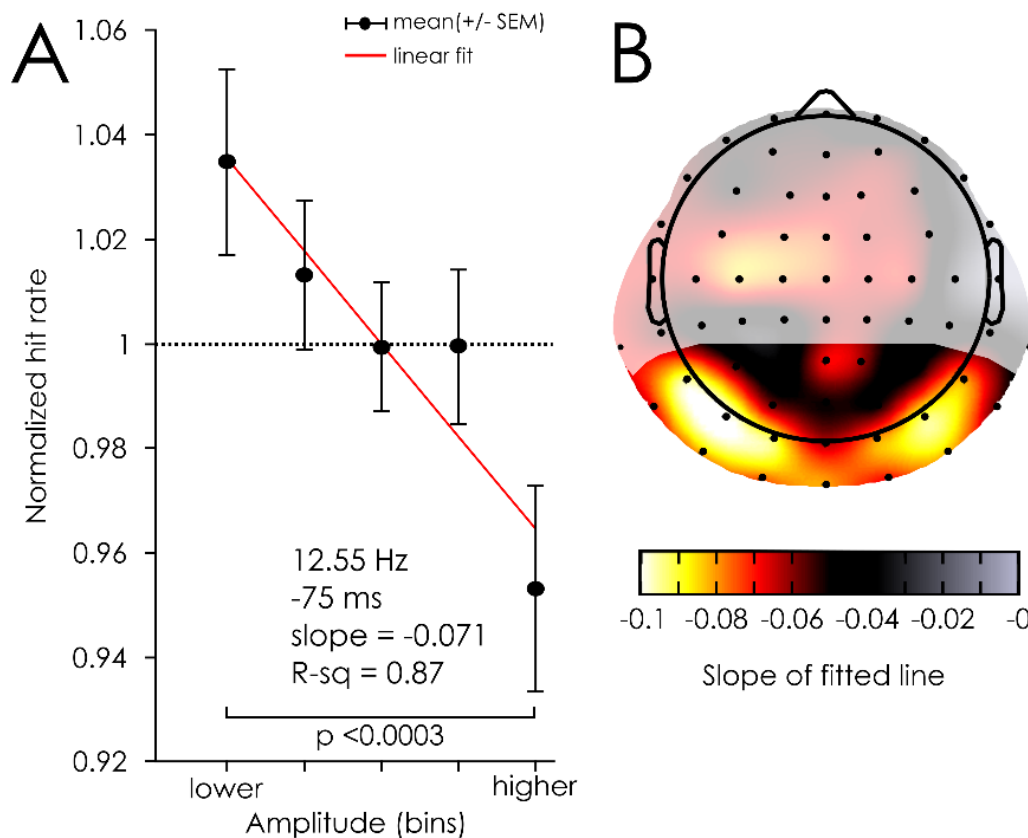 A
mean(+/- SEM)
linear fit
B
1.06
1.04
1.02
1
0.98
0.96
0.94
0.92
Normalized hit rate
12.55 Hz
-75 ms
slope = -0.071
R-sq = 0.87
p <0.0003
lower
higher
Amplitude (bins)
-0.1 -0.08 -0.06 -0.04 -0.02 -0
Slope of fitted line